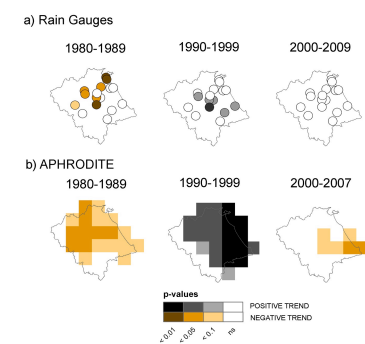 a) Rain Gauges
1980-1989 1990-1999 2000-2009
b) APHRODITE
1980-1989 1990-1999 2000-2007
p-values
POSITIVE TREND
NEGATIVE TREND
< 0,01 < 0,05 < 0,1 ns